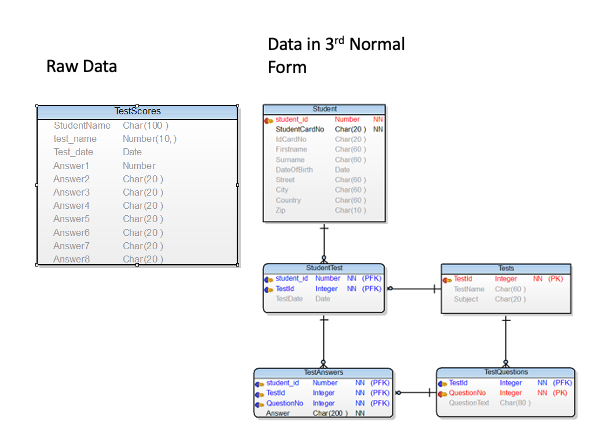 Raw Data
Data in 3rd Normal
Form
TestScores
StudentName Char(100 )
test_name Number(10, )
Test_date Date
Answer1 Number
Answer2 Char(20 )
Answer3 Char(20 )
Answer4 Char(20 )
Answer5 Char(20 )
Answer6 Char(20 )
Answer7 Char(20 )
Answer8 Char(20 )
Student
student_id Number NN
StudentCardNo Char(20 ) NN
IdCardNo Char(20 )
Firstname Char(60 )
Surname Char(60 )
DateOfBirth Date
Street Char(60 )
City Char(60 )
Country Char(60 )
Zip Char(10 )
StudentTest
student_id Number NN (PFK)
TestId Integer NN (PFK)
TestDate Date
Tests
TestId Integer NN (PK)
TestName Char(60 )
Subject Char(20 )
TestAnswers
student_id Number NN (PFK)
TestId Integer NN (PFK)
QuestionNo Integer NN (PFK)
Answer Char(200 ) NN
TestQuestions
TestId Integer NN (PFK)
QuestionNo Integer NN (PK)
QuestionText Char(80 )